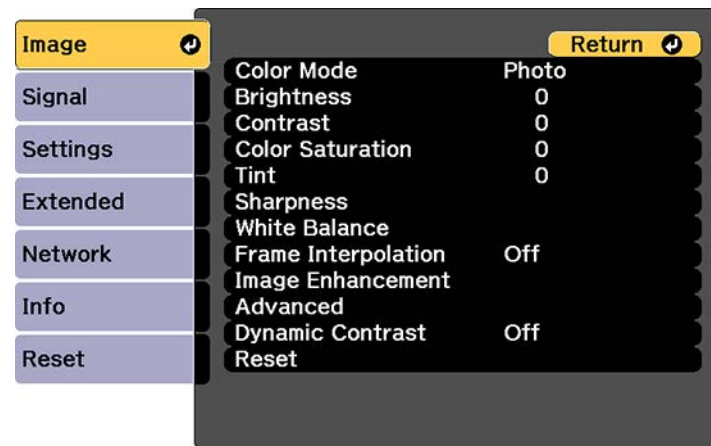 Image
Signal
Settings
Extended
Network
Info
Reset
Return
Color Mode Photo
Brightness 0
Contrast 0
Color Saturation 0
Tint 0
Sharpness
White Balance
Frame Interpolation Off
Image Enhancement
Advanced
Dynamic Contrast Off
Reset